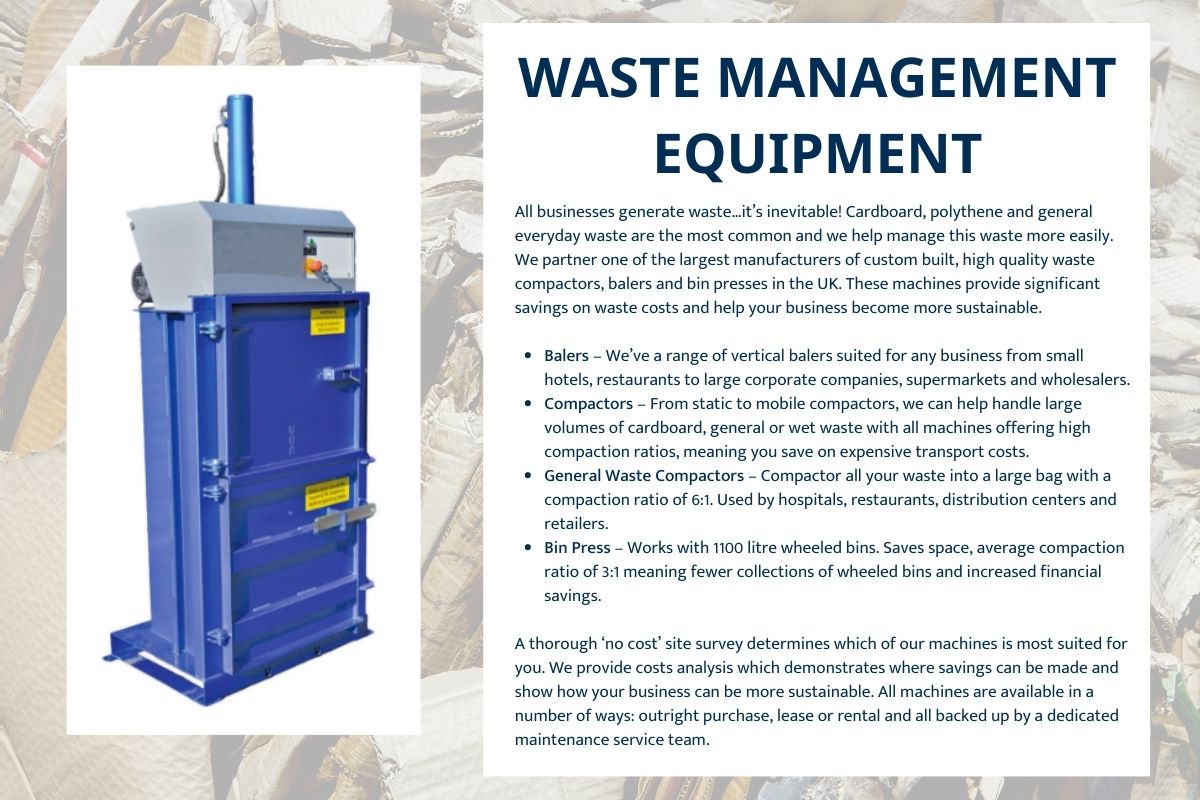 WASTE MANAGEMENT
EQUIPMENT
All businesses generate waste...it’s inevitable! Cardboard, polythene and general
everyday waste are the most common and we help manage this waste more easily.
We partner one of the largest manufacturers of custom built, high quality waste
compactors, balers and bin presses in the UK. These machines provide significant
savings on waste costs and help your business become more sustainable.
• Balers – We’ve a range of vertical balers suited for any business from small
hotels, restaurants to large corporate companies, supermarkets and wholesalers.
• Compactors – From static to mobile compactors, we can help handle large
volumes of cardboard, general or wet waste with all machines offering high
compaction ratios, meaning you save on expensive transport costs.
• General Waste Compactors – Compactor all your waste into a large bag with a
compaction ratio of 6:1. Used by hospitals, restaurants, distribution centers and
retailers.
• Bin Press – Works with 1100 litre wheeled bins. Saves space, average compaction
ratio of 3:1 meaning fewer collections of wheeled bins and increased financial
savings.
A thorough ‘no cost’ site survey determines which of our machines is most suited for
you. We provide costs analysis which demonstrates where savings can be made and
show how your business can be more sustainable. All machines are available in a
number of ways: outright purchase, lease or rental and all backed up by a dedicated
maintenance service team.